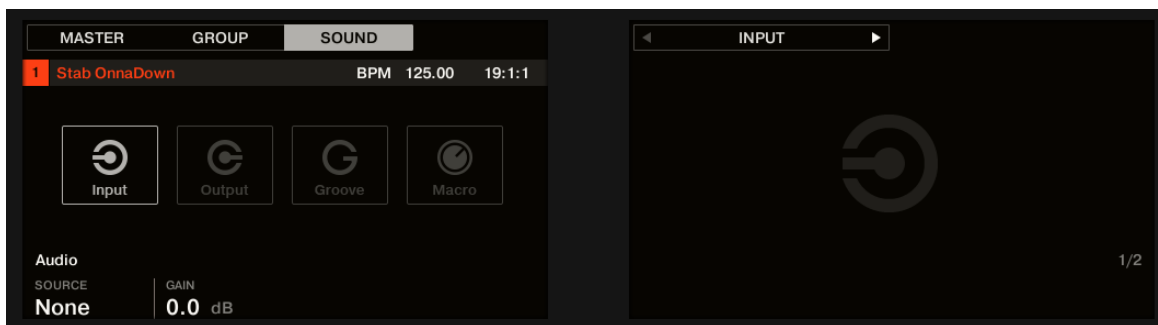 MASTER GROUP SOUND
1 Stab OnnaDown BPM 125.00 19:1:1
Input Output Groove Macro
Audio
SOURCE GAIN
None 0.0 dB
INPUT
1/2